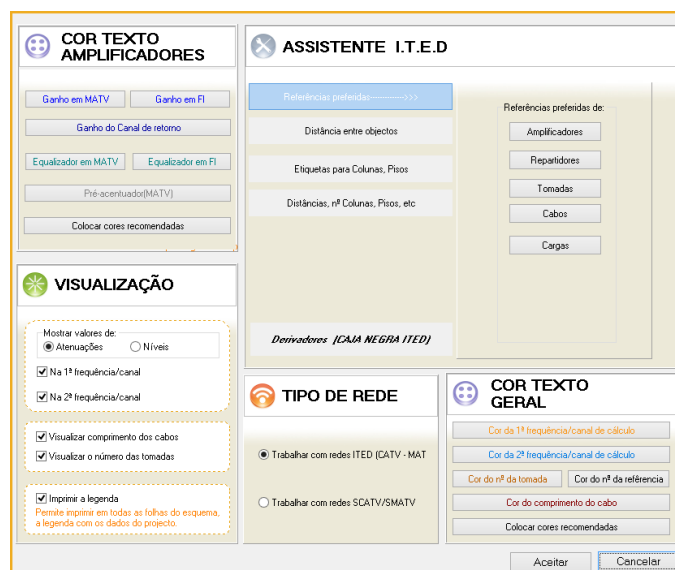 COR TEXTO
AMPLIFICADORES
Ganho em MATV
Ganho em FI
Ganho do Canal de retorno
Equalizador em MATV
Equalizador em FI
Pré-acentuador(MATV)
Colocar cores recomendadas
ASSISTENTE I.T.E.D
Referências preferidas------------>>>
Distância entre objectos
Etiquetas para Colunas, Pisos
Distâncias, nº Colunas, Pisos, etc
Derivadores (CAJA NEGRA ITED)
Referências preferidas de:
Amplificadores
Repartidores
Tomadas
Cabos
Cargas
VISUALIZAÇÃO
Mostrar valores de:
Atenuações
Níveis
Na 1ª frequência/canal
Na 2ª frequência/canal
Visualizar comprimento dos cabos
Visualizar o número das tomadas
Imprimir a legenda
Permite imprimir em todas as folhas do esquema,
a legenda com os dados do projecto.
TIPO DE REDE
Trabalhar com redes ITED (CATV - MAT
Trabalhar com redes SCATV/SMATV
COR TEXTO
GERAL
Cor da 1ª frequência/canal de cálculo
Cor da 2ª frequência/canal de cálculo
Cor do nº da tomada
Cor do nº da referência
Cor do comprimento do cabo
Colocar cores recomendadas
Aceitar
Cancelar